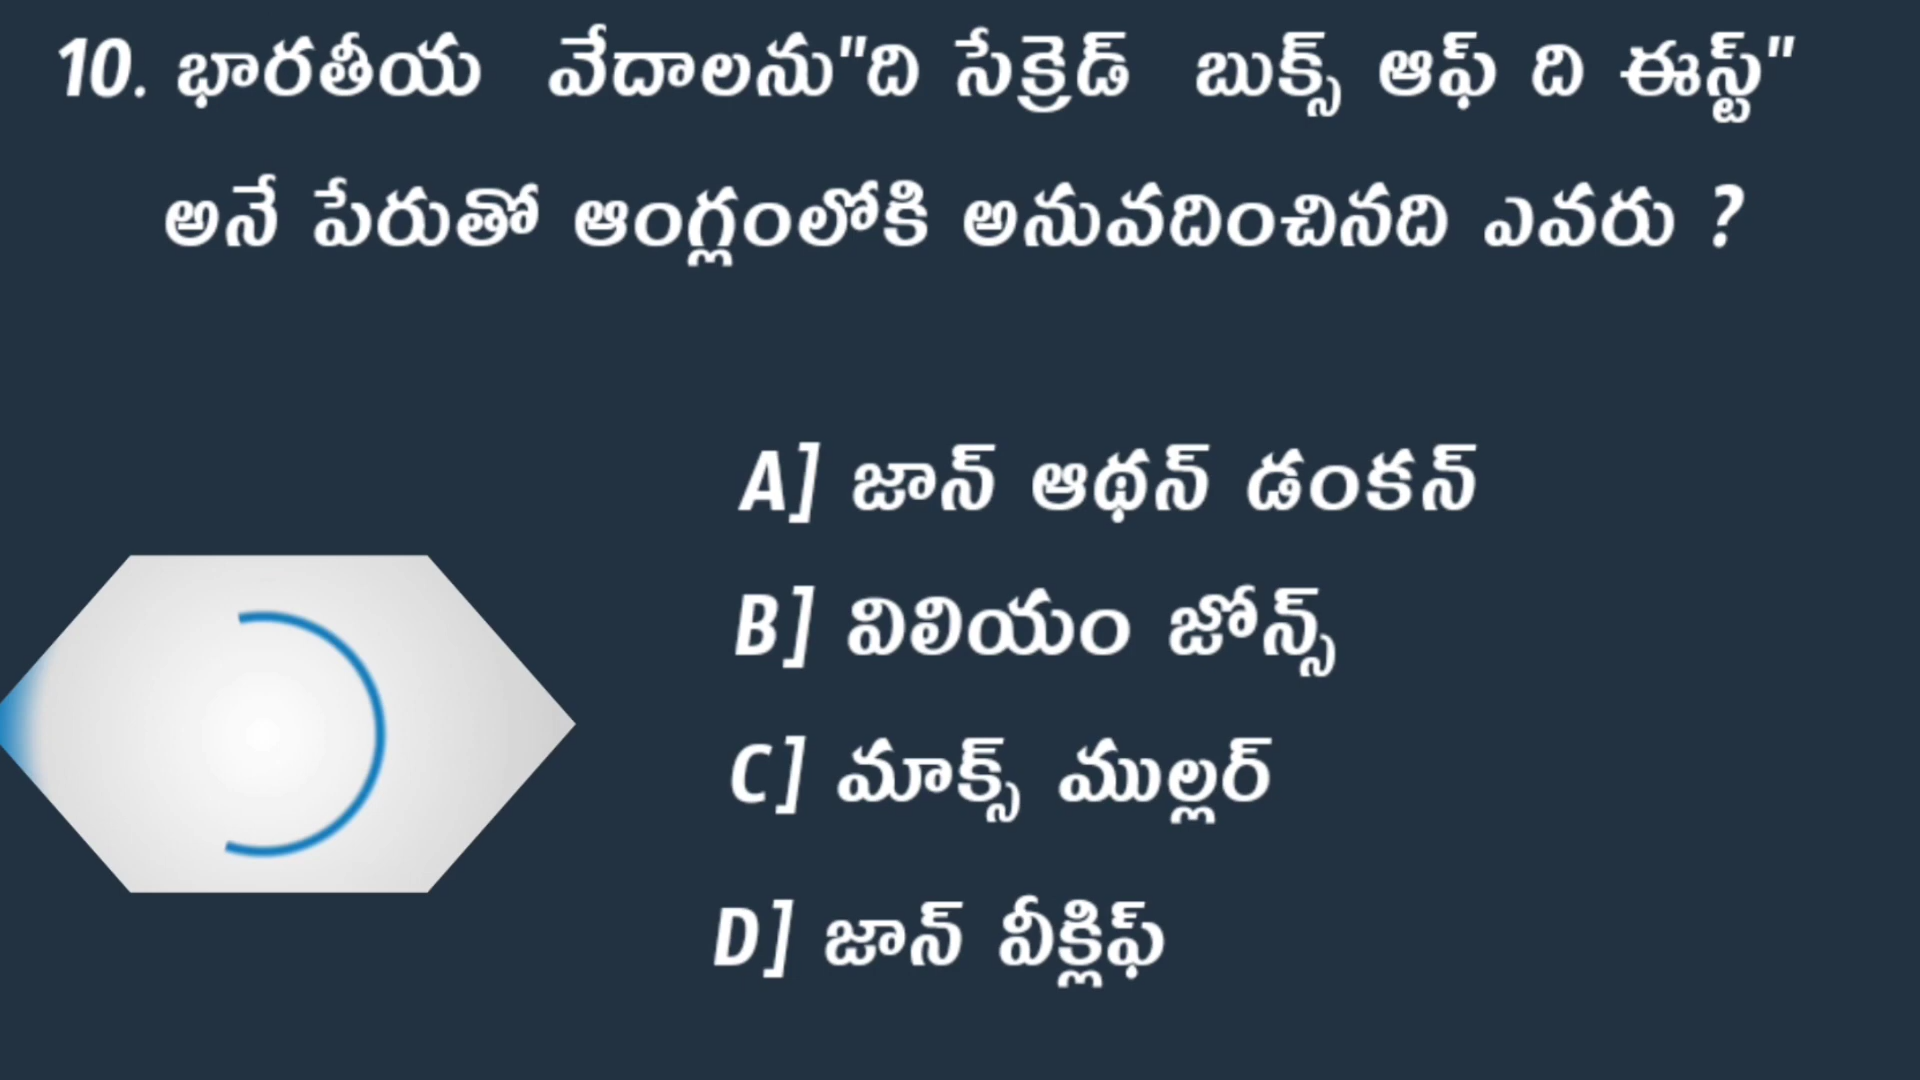 10. భారతీయ వేదాలను"ది సేక్రెడ్ బుక్స్ ఆఫ్ ది ఈస్ట్"
అనే పేరుతో ఆంగ్లంలోకి అనువదించినది ఎవరు ?
A] జాన్ ఆథన్ డంకన్
B] విలియం జోన్స్
C] మాక్స్ ముల్లర్
D] జాన్ వీక్లిఫ్